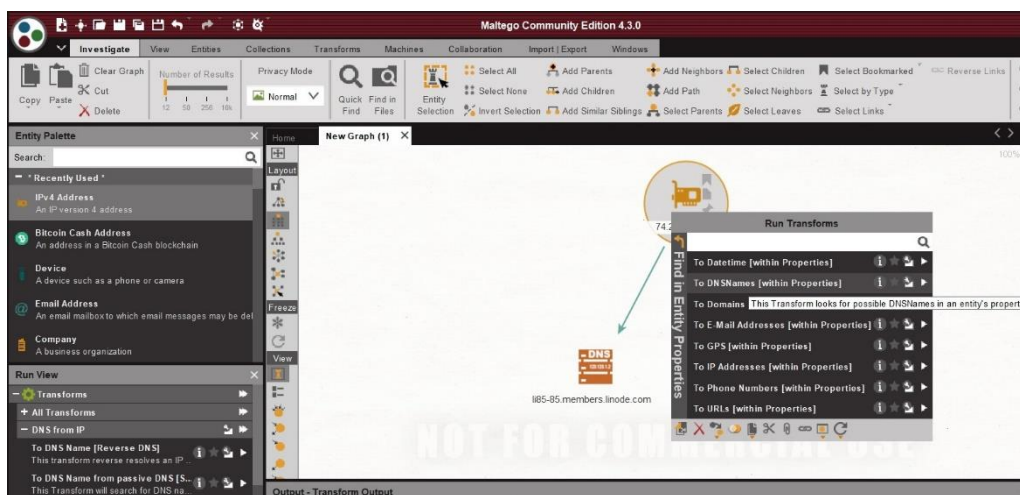 Maltego Community Edition 4.3.0
Investigate View Entities Collections Transforms Machines Collaboration Import | Export Windows
Copy Paste
Clear Graph
Cut
Delete
Number of Results
12 50 256 10k
Privacy Mode
Normal
Quick Find
Find in Files
Entity Selection
Select All
Select None
Invert Selection
Add Parents
Add Children
Add Similar Siblings
Add Neighbors
Add Path
Select Parents
Select Children
Select Neighbors
Select Leaves
Select Bookmarked
Select by Type
Select Links
Reverse Links
Entity Palette
Search:
* Recently Used *
IPv4 Address
An IP version 4 address
Bitcoin Cash Address
An address in a Bitcoin Cash blockchain
Device
A device such as a phone or camera
Email Address
An email mailbox to which email messages may be del
Company
A business organization
Run View
Transforms
+ All Transforms
DNS from IP
To DNS Name [Reverse DNS]
This transform reverse resolves an IP ...
To DNS Name from passive DNS [S...
This Transform will search for DNS na...
Home
New Graph (1)
Layout
Freeze
View
100%
74.2
DNS
li85-85.members.linode.com
Run Transforms
Find in Entity Properties
To Datetime [within Properties]
To DNSNames [within Properties]
To Domains
This Transform looks for possible DNSNames in an entity's propert
To E-Mail Addresses [within Properties]
To GPS [within Properties]
To IP Addresses [within Properties]
To Phone Numbers [within Properties]
To URLs [within Properties]
NOT FOR COMMERCIAL USE
Output - Transform Output